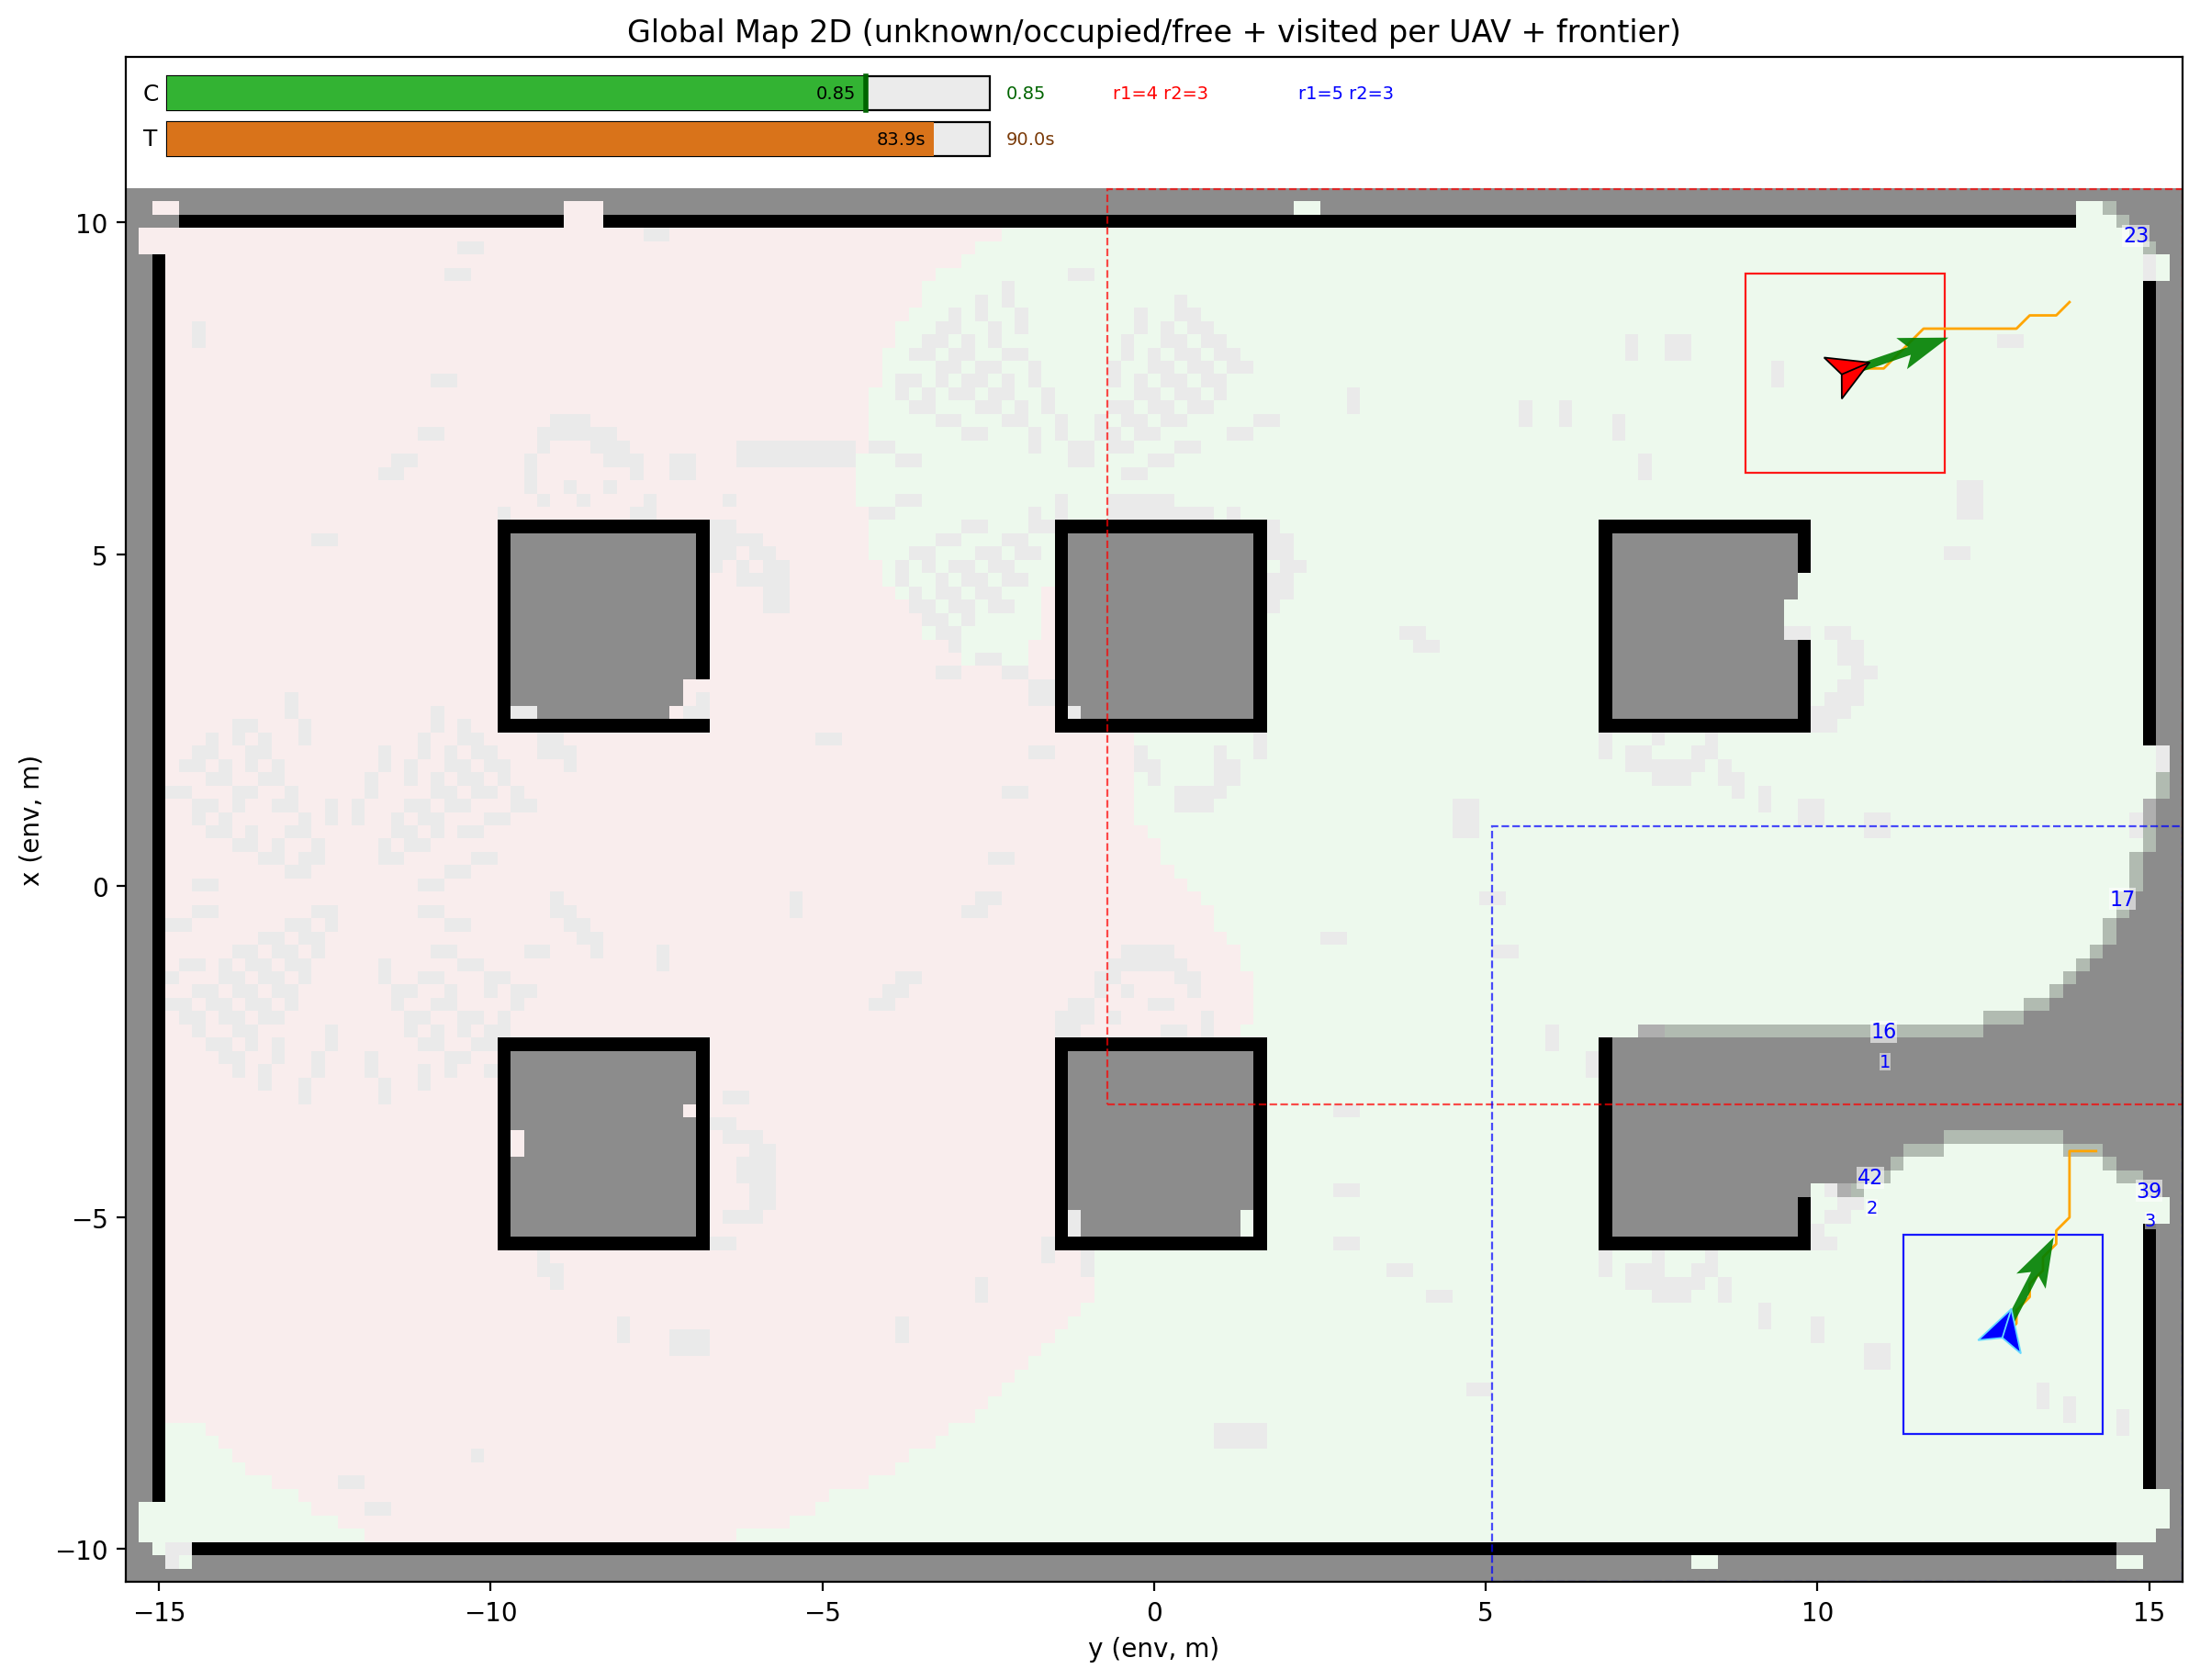 Global Map 2D (unknown/occupied/free + visited per UAV + frontier)
C 0.85 0.85 r1=4 r2=3 r1=5 r2=3
T 83.9s 90.0s
10
23
5
x (env, m)
0
17
16
1
42
39
2
3
−5
−10
−15 −10 −5 0 5 10 15
y (env, m)